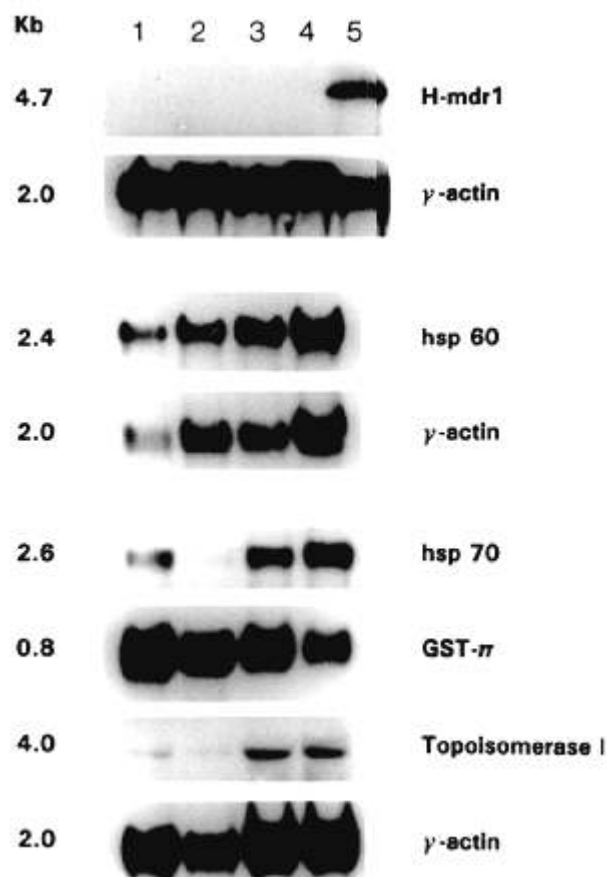 Kb 1 2 3 4 5
4.7 H-mdr1
2.0 γ-actin
2.4 hsp 60
2.0 γ-actin
2.6 hsp 70
0.8 GST-π
4.0 Topoisomerase I
2.0 γ-actin